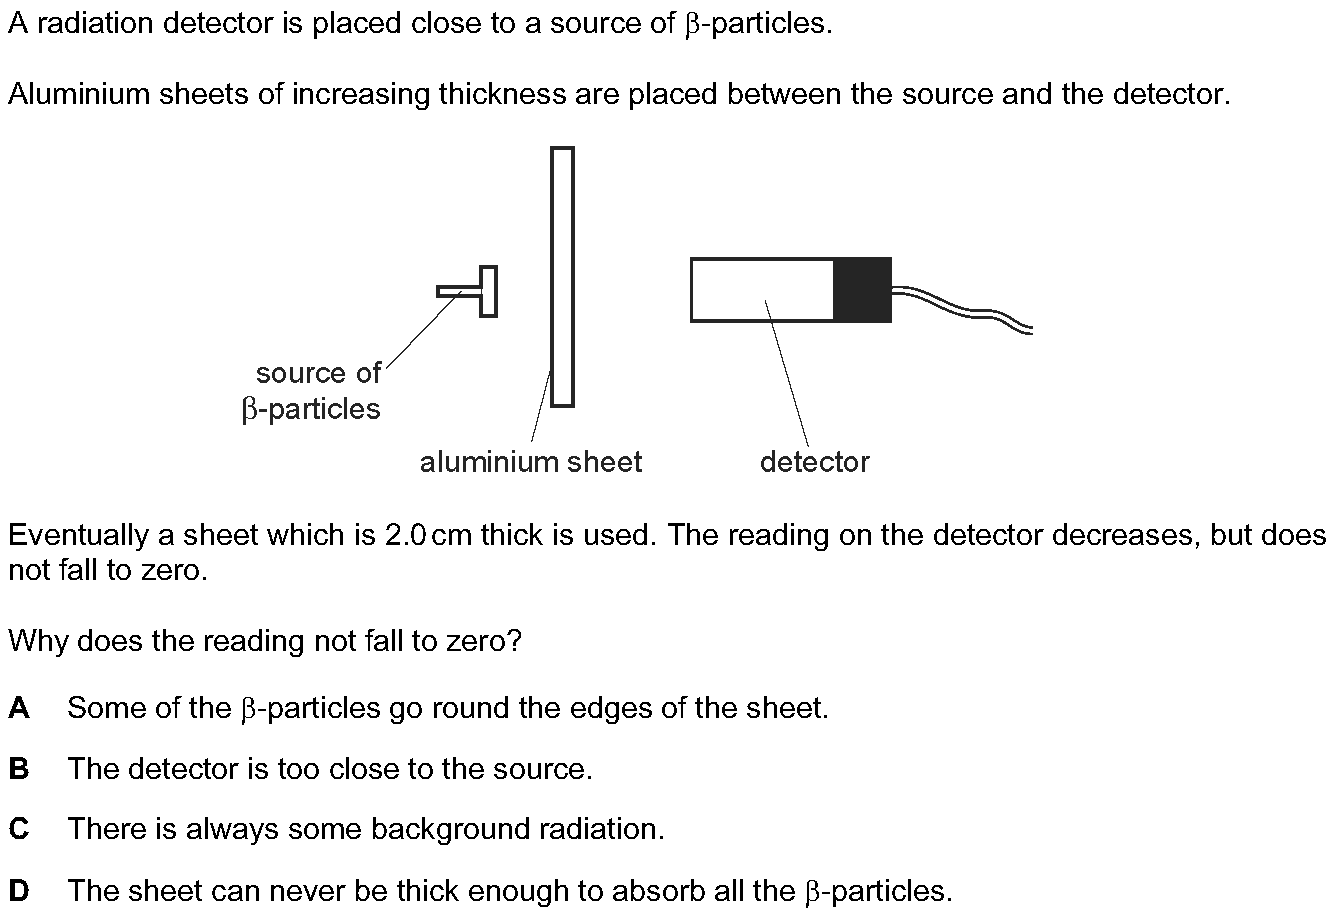 A radiation detector is placed close to a source of β-particles.
Aluminium sheets of increasing thickness are placed between the source and the detector.
source of
β-particles
aluminium sheet
detector
Eventually a sheet which is 2.0 cm thick is used. The reading on the detector decreases, but does
not fall to zero.
Why does the reading not fall to zero?
A Some of the β-particles go round the edges of the sheet.
B The detector is too close to the source.
C There is always some background radiation.
D The sheet can never be thick enough to absorb all the β-particles.